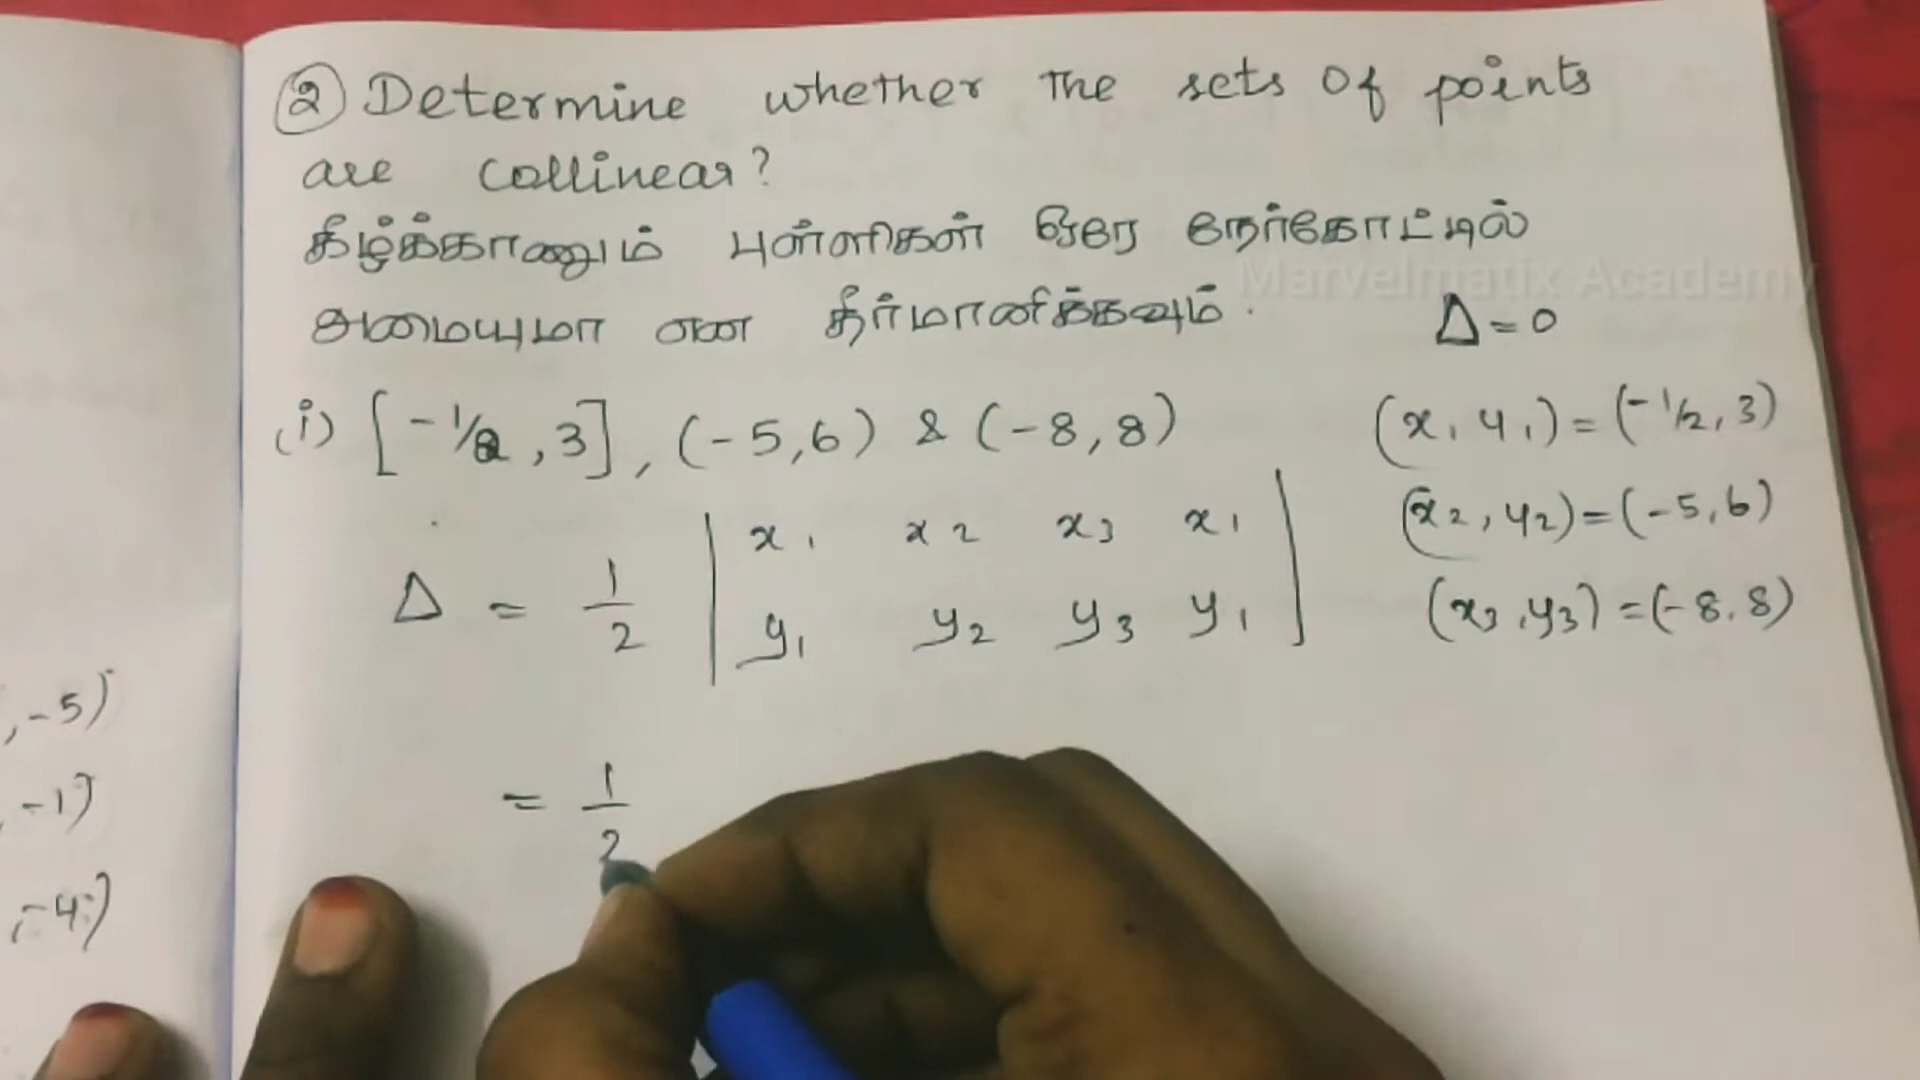 ② Determine whether the sets of points
are collinear?
கீழ்க்காணும் புள்ளிகள் ஒரே நேர்கோட்டில்
அமையுமா என தீர்மானிக்கவும்.
Marvelmatix Academy
Δ = 0
(i) [-1/2, 3], (-5,6) & (-8,8)
(x₁ y₁) = (-1/2, 3)
(x₂, y₂) = (-5,6)
(x₃, y₃) = (-8,8)
Δ = 1/2 | x₁ x₂ x₃ x₁ |
y₁ y₂ y₃ y₁
= 1/2
, -5)
, -1)
, -4)